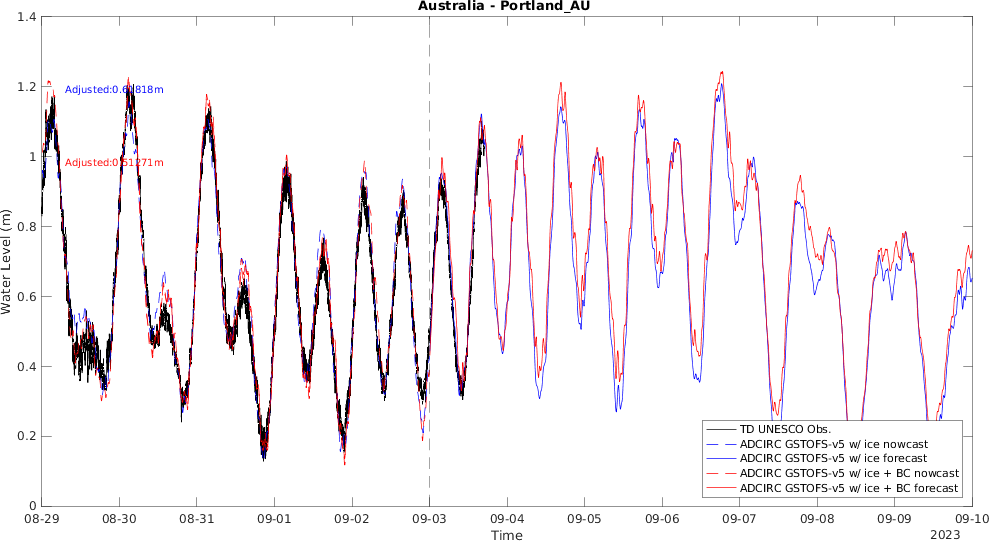 Australia - Portland_AU
1.4
1.2
1
0.8
0.6
0.4
0.2
0
Water Level (m)
Adjusted:0.61818m
Adjusted:0.51271m
TD UNESCO Obs.
ADCIRC GSTOFS-v5 w/ ice nowcast
ADCIRC GSTOFS-v5 w/ ice forecast
ADCIRC GSTOFS-v5 w/ ice + BC nowcast
ADCIRC GSTOFS-v5 w/ ice + BC forecast
08-29 08-30 08-31 09-01 09-02 09-03 09-04 09-05 09-06 09-07 09-08 09-09 09-10
Time
2023